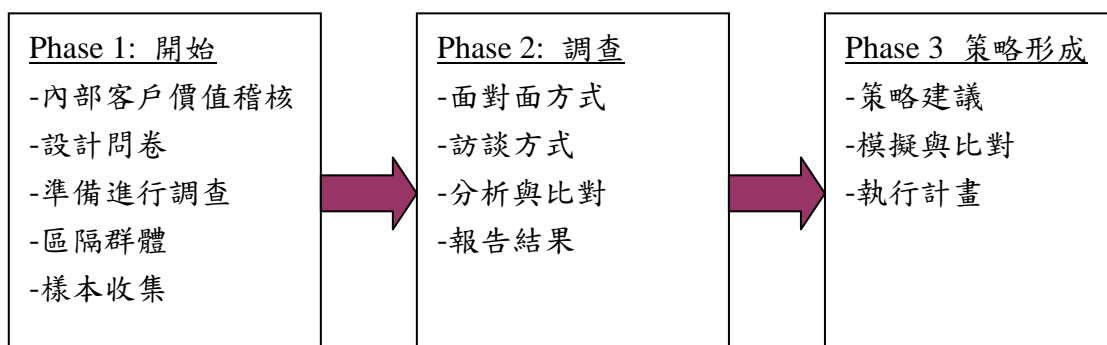 Phase 1: 開始
-內部客戶價值稽核
-設計問卷
-準備進行調查
-區隔群體
-樣本收集
Phase 2: 調查
-面對面方式
-訪談方式
-分析與比對
-報告結果
Phase 3 策略形成
-策略建議
-模擬與比對
-執行計畫